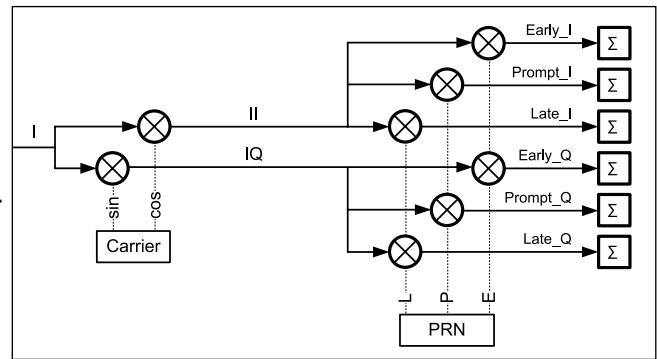 Early_I
Σ
Prompt_I
Σ
II
I
Late_I
Σ
IQ
Early_Q
Σ
sin
cos
Prompt_Q
Σ
Carrier
Late_Q
Σ
L
P
E
PRN